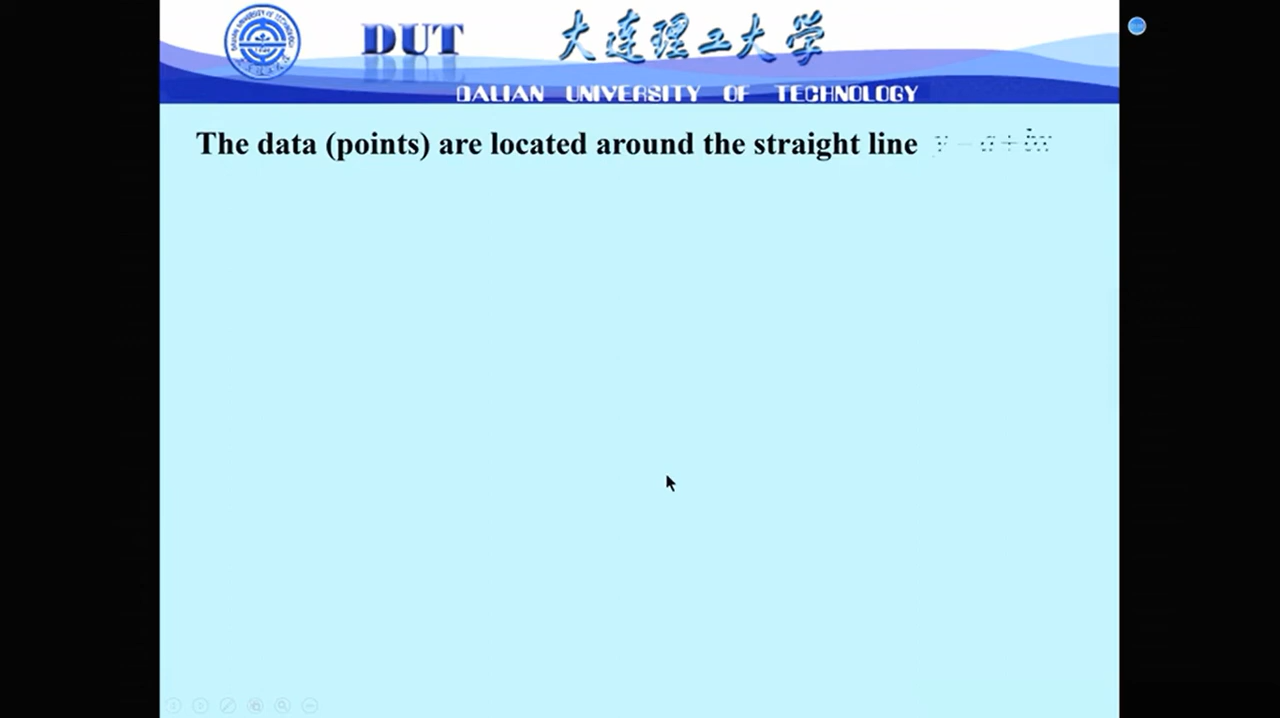 DUT
大连理工大学
DALIAN UNIVERSITY OF TECHNOLOGY
The data (points) are located around the straight line